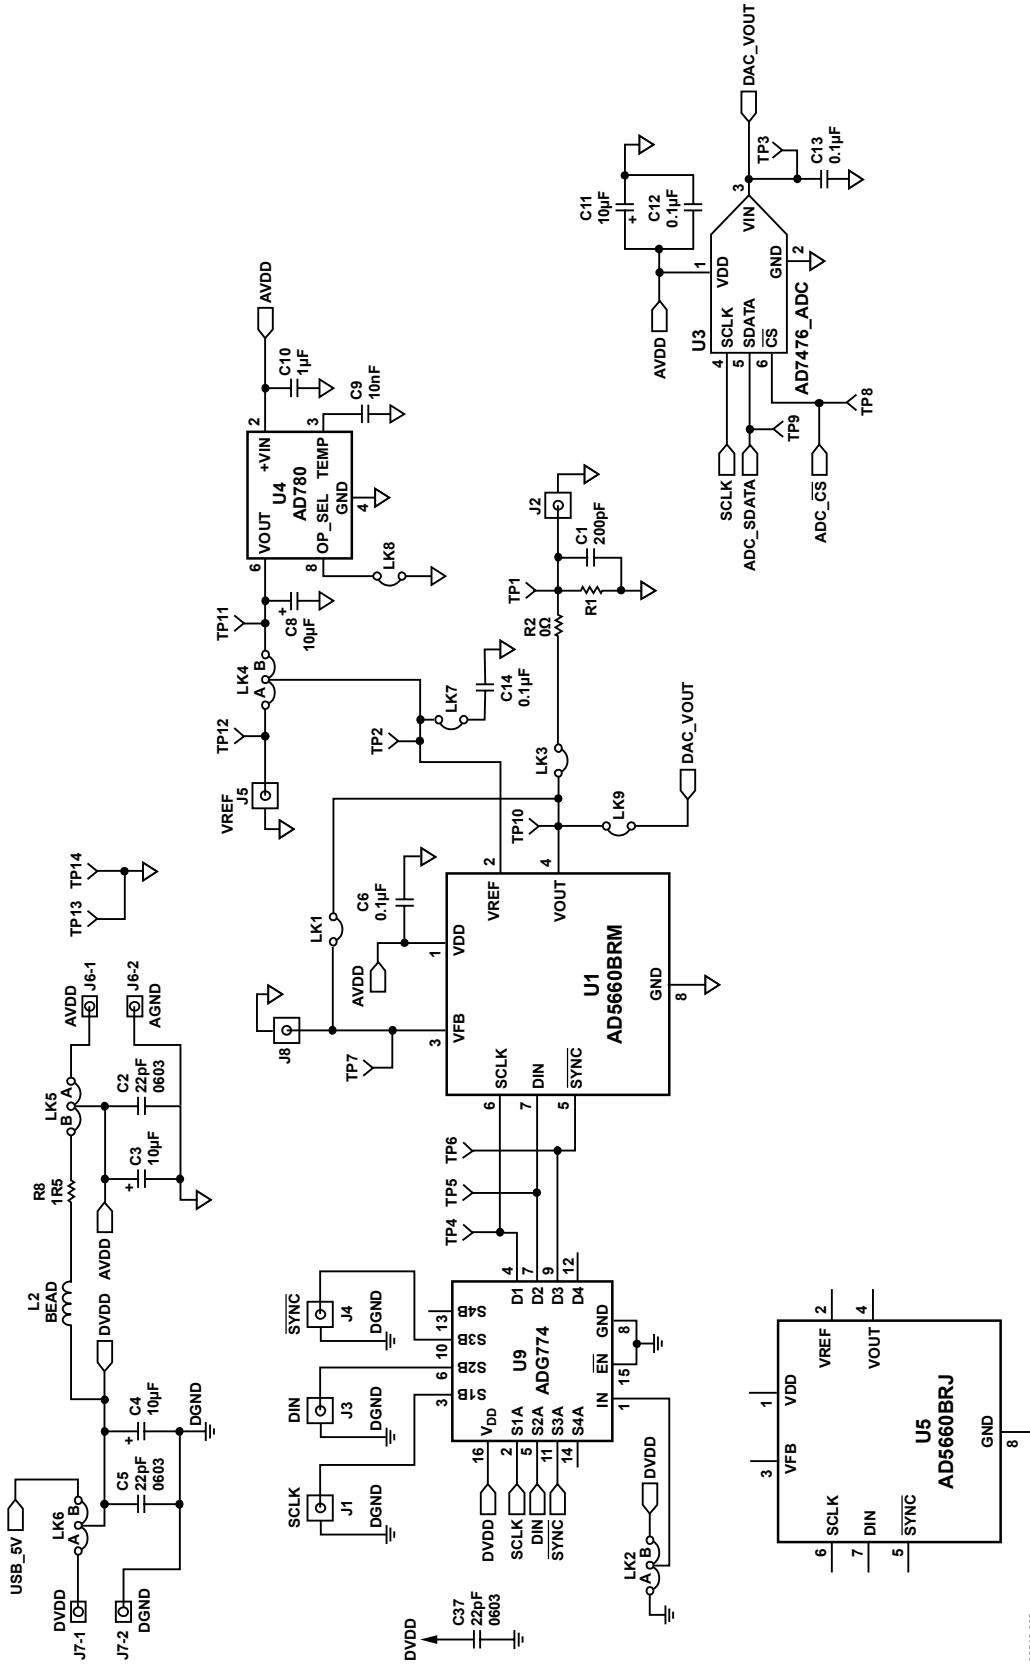 USB_5V
DVDD
J7-1
LK6
A
B
J7-2
DGND
C5
22pF
0603
C4
10µF
+
DGND
DVDD
L2
BEAD
R8
1R5
AVDD
LK5
B
A
C3
10µF
+
C2
22pF
0603
AVDD
J6-1
J6-2
AGND
TP13
TP14
VREF
J5
TP12
LK4
A
B
TP11
C8
10µF
+
6
VOUT
+VIN
2
U4
AD780
8
OP_SEL
TEMP
3
GND
4
AVDD
C10
1µF
C9
10nF
LK8
TP2
LK7
C14
0.1µF
J8
LK1
TP7
AVDD
C6
0.1µF
3
VFB
1
VDD
2
VREF
4
VOUT
6
SCLK
7
DIN
5
SYNC
U1
AD5660BRM
GND
8
TP10
LK3
LK9
DAC_VOUT
R2
0Ω
TP1
R1
C1
200pF
J2
TP4
TP5
TP6
SCLK
J1
DGND
DIN
J3
DGND
SYNC
J4
DGND
3
S1B
6
S2B
10
S3B
13
S4B
16
VDD
2
S1A
5
S2A
11
S3A
14
S4A
U9
ADG774
4
D1
7
D2
9
D3
12
D4
1
IN
15
EN
8
GND
DVDD
SCLK
DIN
SYNC
DVDD
C37
22pF
0603
LK2
A
B
DVDD
AVDD
C11
10µF
+
C12
0.1µF
U3
1
VDD
4
SCLK
5
SDATA
6
CS
VIN
3
GND
2
AD7476_ADC
SCLK
ADC_SDATA
ADC_CS
TP9
TP8
TP3
C13
0.1µF
DAC_VOUT
3
VFB
1
VDD
2
VREF
4
VOUT
6
SCLK
7
DIN
5
SYNC
U5
AD5660BRJ
GND
8